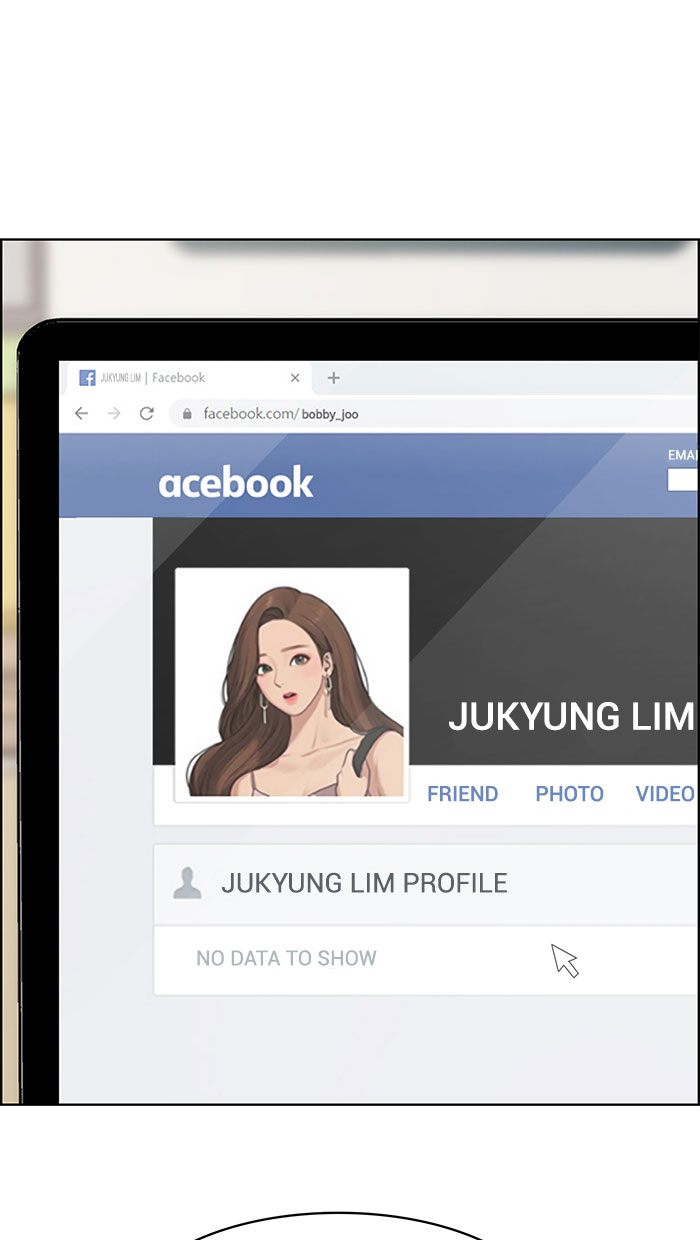 JUKYUNG LIM | Facebook
facebook.com/bobby_joo
EMAI
acebook
JUKYUNG LIM
FRIEND PHOTO VIDEO
JUKYUNG LIM PROFILE
NO DATA TO SHOW